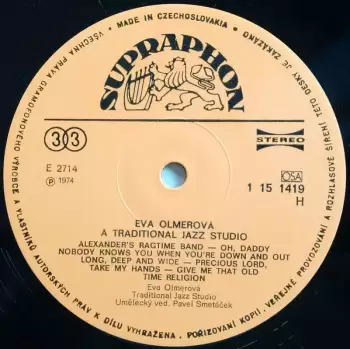 • MADE IN CZECHOSLOVAKIA •
VŠECHNA PRÁVA GRAMOFONOVÉHO VÝROBCE A VLASTNÍKŮ AUTORSKÝCH PRÁV K DÍLU VYHRAŽENA. POŘIZOVÁNÍ KOPIÍ, VEŘEJNÉ PROVOZOVÁNÍ A ROZHLASOVÉ ŠÍŘENÍ TÉTO DESKY JE ZAKÁZÁNO
SUPRAPHON
33
STEREO
E 2714
Ⓟ 1974
OSA
1 15 1419
H
EVA OLMEROVÁ
A TRADITIONAL JAZZ STUDIO
ALEXANDER'S RAGTIME BAND — OH, DADDY
NOBODY KNOWS YOU WHEN YOU'RE DOWN AND OUT
LONG, DEEP AND WIDE — PRECIOUS LORD,
TAKE MY HANDS — GIVE ME THAT OLD
TIME RELIGION
Eva Olmerová
Traditional Jazz Studio
Umělecký ved. Pavel Smetáček